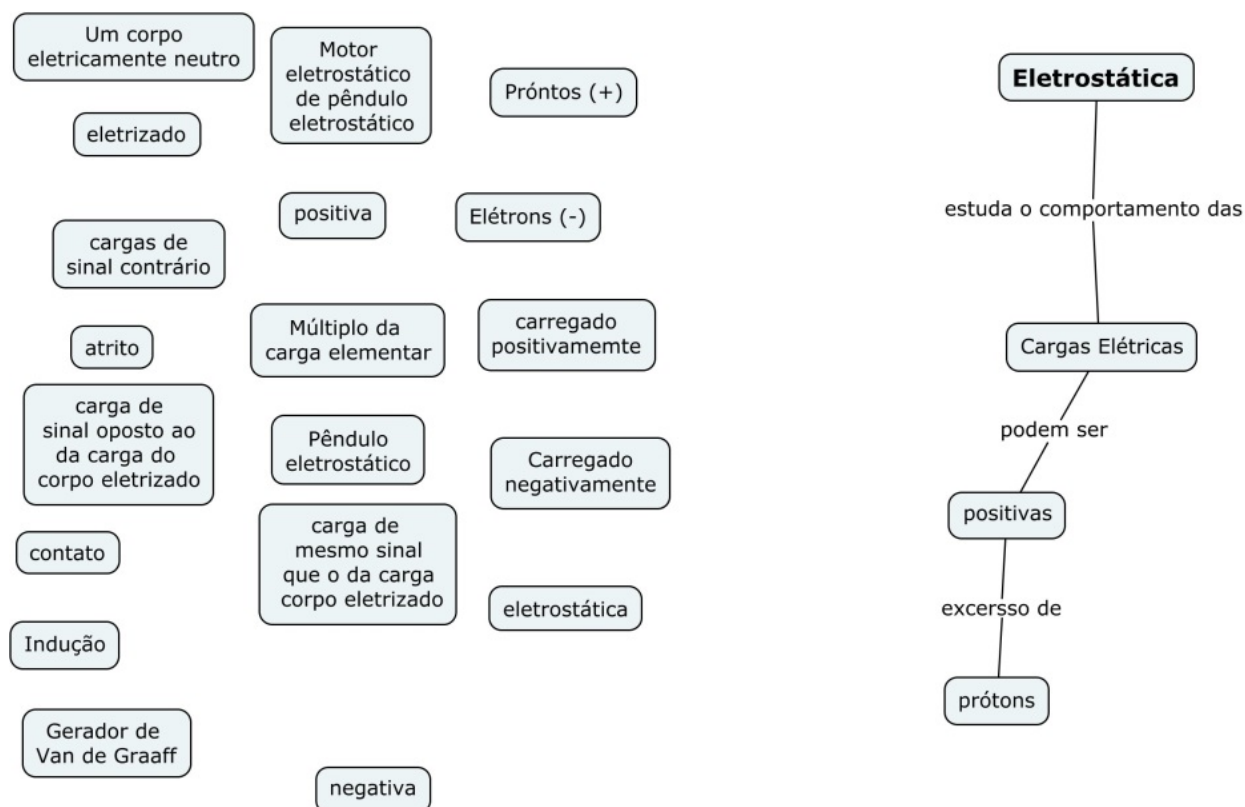 Um corpo
eletricamente neutro
eletrizado
cargas de
sinal contrário
atrito
carga de
sinal oposto ao
da carga do
corpo eletrizado
contato
Indução
Gerador de
Van de Graaff
Motor
eletrostático
de pêndulo
eletrostático
positiva
Múltiplo da
carga elementar
Pêndulo
eletrostático
carga de
mesmo sinal
que o da carga
corpo eletrizado
negativa
Próntos (+)
Elétrons (-)
carregado
positivamemte
Carregado
negativamente
eletrostática
Eletrostática
estuda o comportamento das
Cargas Elétricas
podem ser
positivas
excersso de
prótons